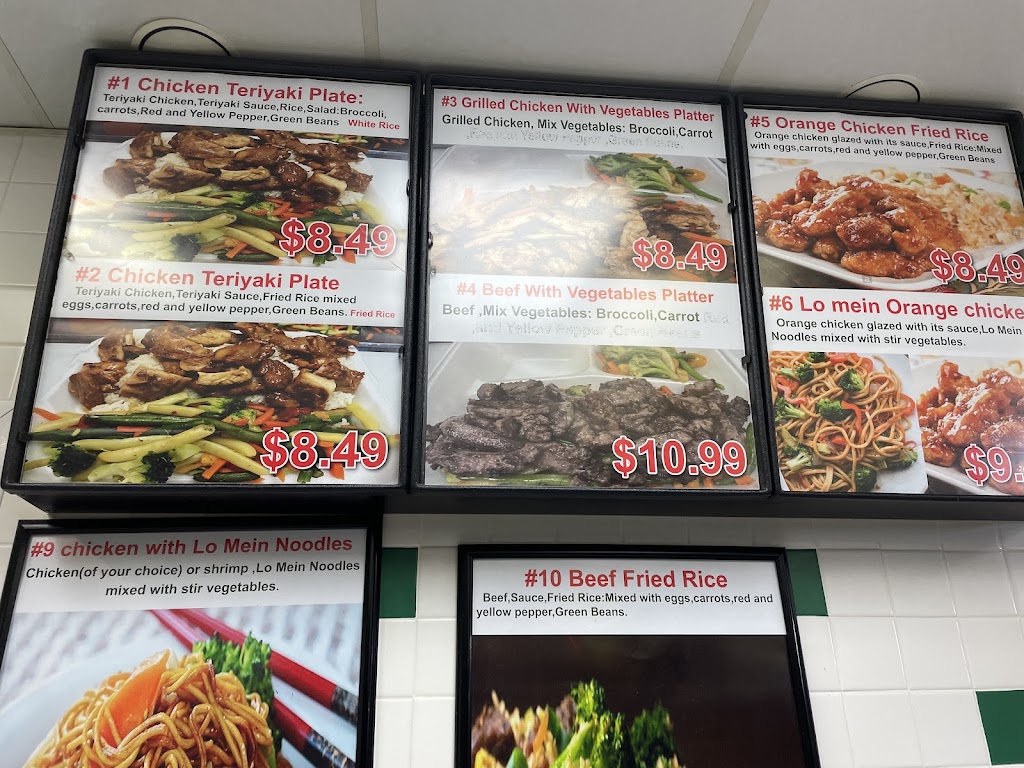 #1 Chicken Teriyaki Plate:
Teriyaki Chicken,Teriyaki Sauce,Rice,Salad:Broccoli,
carrots,Red and Yellow Pepper,Green Beans White Rice
$8.49
#2 Chicken Teriyaki Plate
Teriyaki Chicken,Teriyaki Sauce,Fried Rice mixed
eggs,carrots,red and yellow pepper,Green Beans. Fried Rice
$8.49
#3 Grilled Chicken With Vegetables Platter
Grilled Chicken, Mix Vegetables: Broccoli,Carrot
$8.49
#4 Beef With Vegetables Platter
Beef ,Mix Vegetables: Broccoli,Carrot
$10.99
#5 Orange Chicken Fried Rice
Orange chicken glazed with its sauce,Fried Rice:Mixed
with eggs,carrots,red and yellow pepper,Green Beans
$8.49
#6 Lo mein Orange chicke
Orange chicken glazed with its sauce,Lo Mein
Noodles mixed with stir vegetables.
$9.
#9 chicken with Lo Mein Noodles
Chicken(of your choice) or shrimp ,Lo Mein Noodles
mixed with stir vegetables.
#10 Beef Fried Rice
Beef,Sauce,Fried Rice:Mixed with eggs,carrots,red and
yellow pepper,Green Beans.